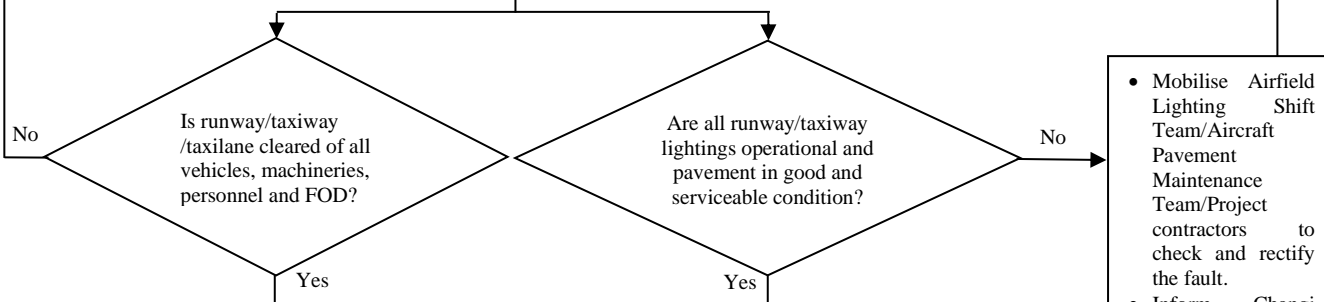 No
Is runway/taxiway
/taxilane cleared of all
vehicles, machineries,
personnel and FOD?
Yes
Are all runway/taxiway
lightings operational and
pavement in good and
serviceable condition?
Yes
No
• Mobilise Airfield
Lighting Shift
Team/Aircraft
Pavement
Maintenance
Team/Project
contractors to
check and rectify
the fault.
• Inform Changi